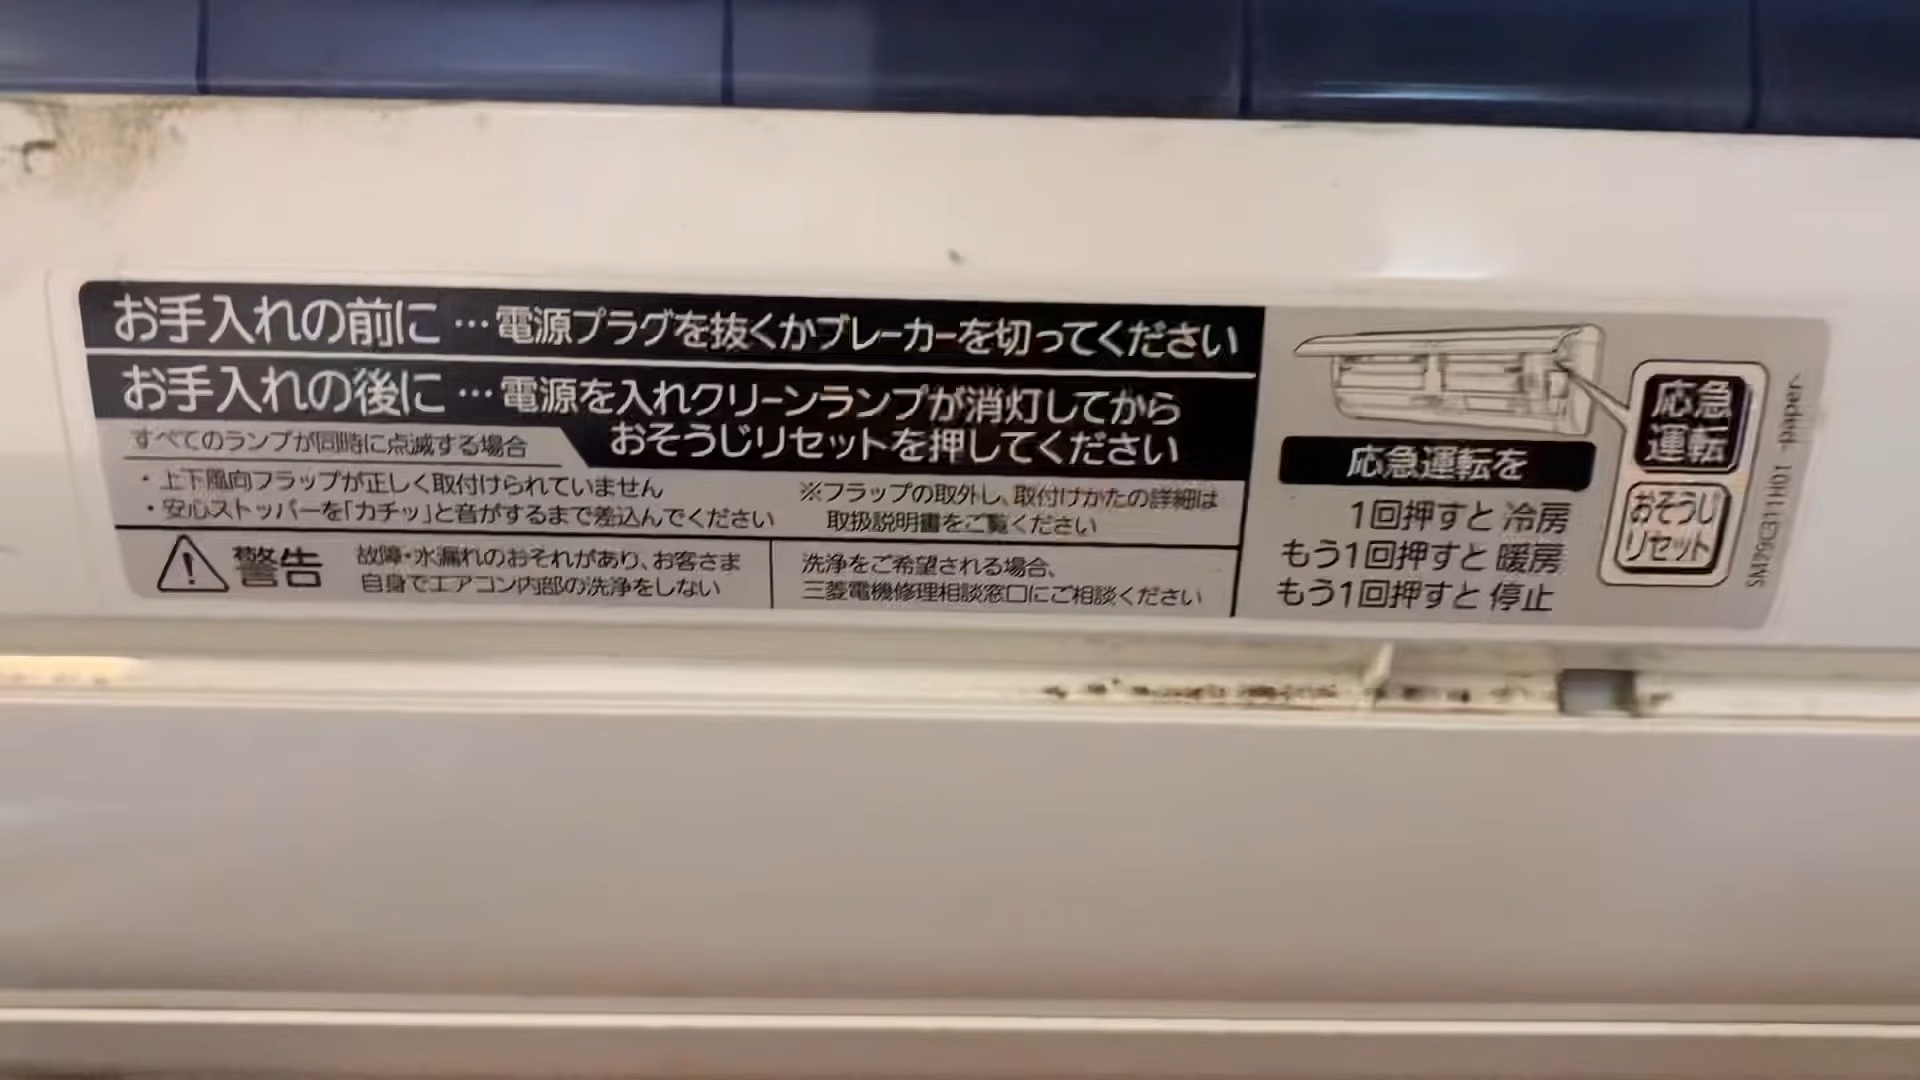 お手入れの前に…電源プラグを抜くかブレーカーを切ってください
お手入れの後に…電源を入れクリーンランプが消灯してから
おそうじリセットを押してください
すべてのランプが同時に点滅する場合
・上下風向フラップが正しく取付けられていません
・安心ストッパーを「カチッ」と音がするまで差込んでください
※フラップの取外し、取付けかたの詳細は
取扱説明書をご覧ください
警告
故障・水漏れのおそれがあり、お客さま
自身でエアコン内部の洗浄をしない
洗浄をご希望される場合、
三菱電機修理相談窓口にご相談ください
応急運転を
1回押すと 冷房
もう1回押すと 暖房
もう1回押すと 停止
応急
運転
おそうじ
リセット